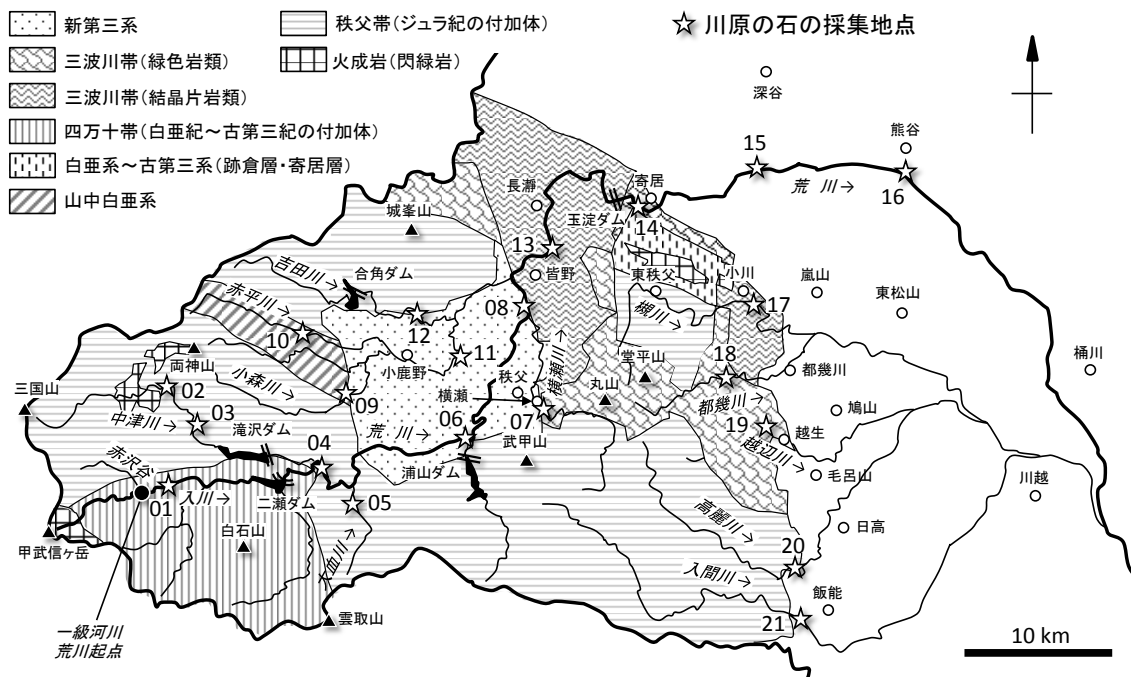 新第三系
三波川帯(緑色岩類)
三波川帯(結晶片岩類)
四万十帯(白亜紀~古第三紀の付加体)
白亜系~古第三系(跡倉層・寄居層)
山中白亜系
秩父帯(ジュラ紀の付加体)
火成岩(閃緑岩)
川原の石の採集地点
深谷
熊谷
15
荒 川→
16
長瀞
寄居
玉淀ダム
14
城峯山
13
皆野
東秩父
小川
嵐山
東松山
17
吉田川→
合角ダム
赤平川→
08
槻川→
12
10
11
横瀬川→
18
堂平山
都幾川
桶川
両神山
小鹿野
秩父
丸山
都幾川→
鳩山
三国山
02
小森川→
09
横瀬
19
越生
中津川→
03
荒 川→
06
07
武甲山
越辺川→
滝沢ダム
04
浦山ダム
毛呂山
川越
赤沢谷
入川→
01
二瀬ダム
05
高麗川→
日高
甲武信ヶ岳
白石山
大血川→
20
入間川→
飯能
21
雲取山
一級河川
荒川起点
10 km